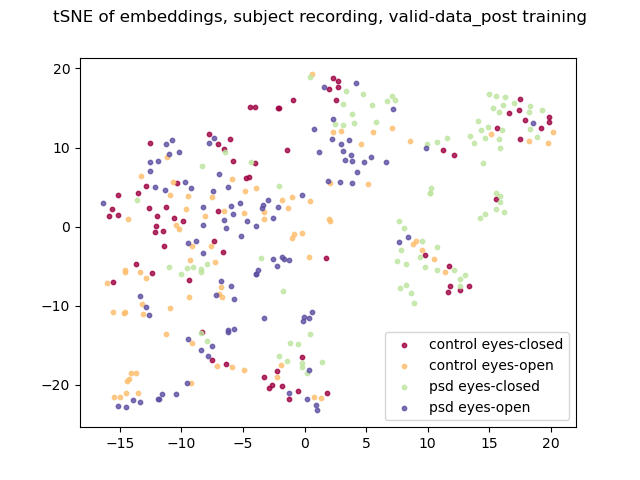 tSNE of embeddings, subject recording, valid-data_post training
20
10
0
−10
−20
−15
−10
−5
0
5
10
15
20
control eyes-closed
control eyes-open
psd eyes-closed
psd eyes-open